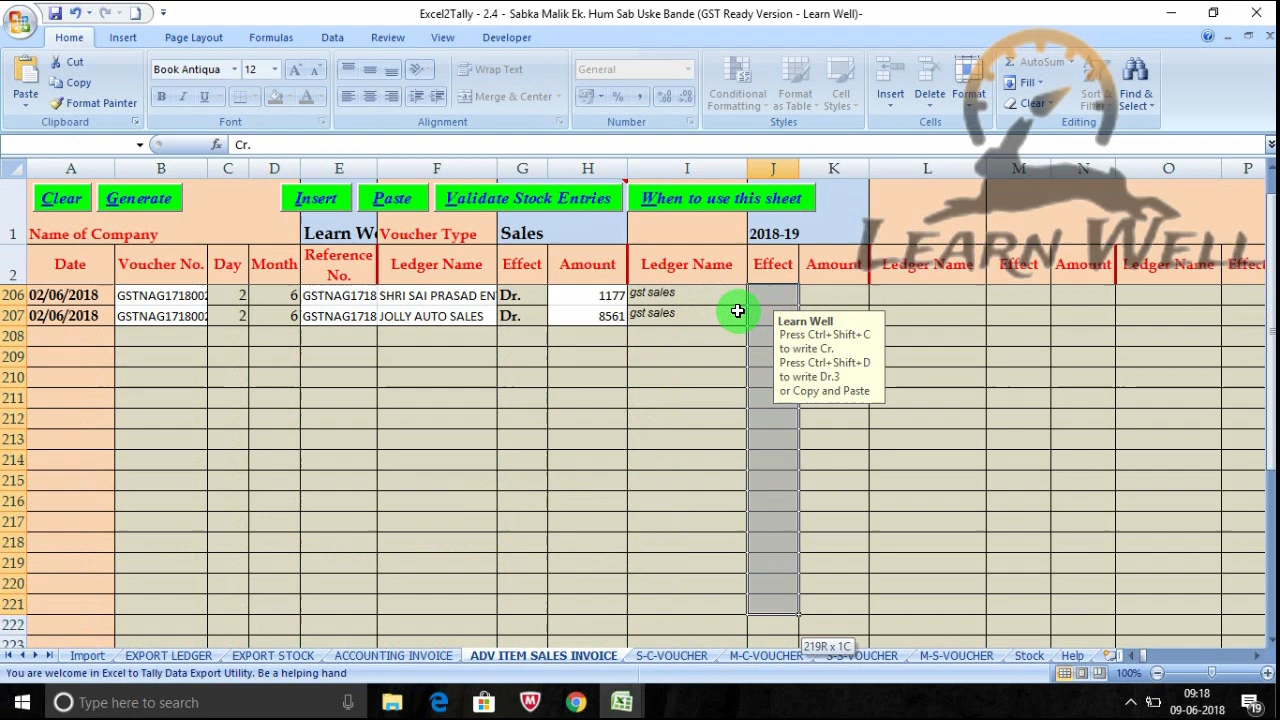 Excel2Tally - 2.4 - Sabka Malik Ek. Hum Sab Uske Bande (GST Ready Version - Learn Well)-
Home Insert Page Layout Formulas Data Review View Developer
Paste Cut Copy Format Painter
Clipboard
Book Antiqua 12
B I U
Font
Wrap Text
Merge & Center
Alignment
General
Number
Conditional Formatting Format as Table Cell Styles
Styles
Insert Delete Format
Cells
AutoSum
Fill
Clear
Sort & Filter Find & Select
Editing
Cr.
A B C D E F G H I J K L M N O P
Clear Generate Insert Paste Validate Stock Entries When to use this sheet
LEARN WELL
1 Name of Company Learn We Voucher Type Sales 2018-19
2 Date Voucher No. Day Month Reference No. Ledger Name Effect Amount Ledger Name Effect Amount Ledger Name Effect Amount Ledger Name Effect
206 02/06/2018 GSTNAG1718002 2 6 GSTNAG1718 SHRI SAI PRASAD EN Dr. 1177 gst sales
207 02/06/2018 GSTNAG1718002 2 6 GSTNAG1718 JOLLY AUTO SALES Dr. 8561 gst sales
Learn Well
Press Ctrl+Shift+C
to write Cr.
Press Ctrl+Shift+D
to write Dr.3
or Copy and Paste
208
209
210
211
212
213
214
215
216
217
218
219
220
221
222
223
219R x 1C
Import EXPORT LEDGER EXPORT STOCK ACCOUNTING INVOICE ADV ITEM SALES INVOICE S-C-VOUCHER M-C-VOUCHER S-S-VOUCHER M-S-VOUCHER Stock Help
You are welcome in Excel to Tally Data Export Utility. Be a helping hand 100%
Type here to search
09:18
09-06-2018
19